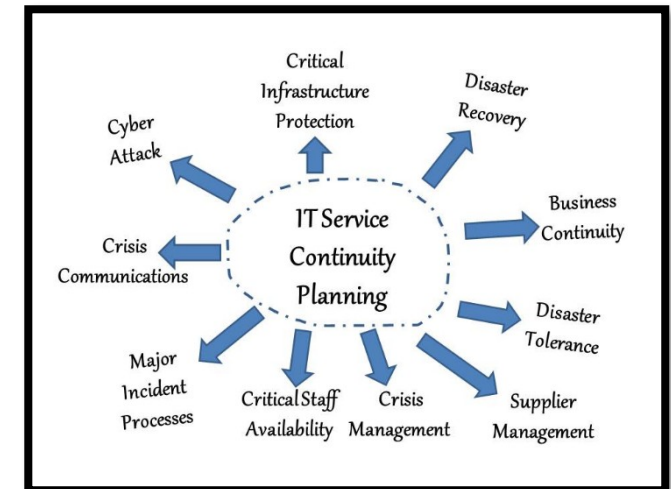 Critical
Infrastructure
Protection
Disaster
Recovery
Cyber
Attack
IT Service
Continuity
Planning
Business
Continuity
Crisis
Communications
Disaster
Tolerance
Major
Incident
Processes
Critical Staff
Availability
Crisis
Management
Supplier
Management